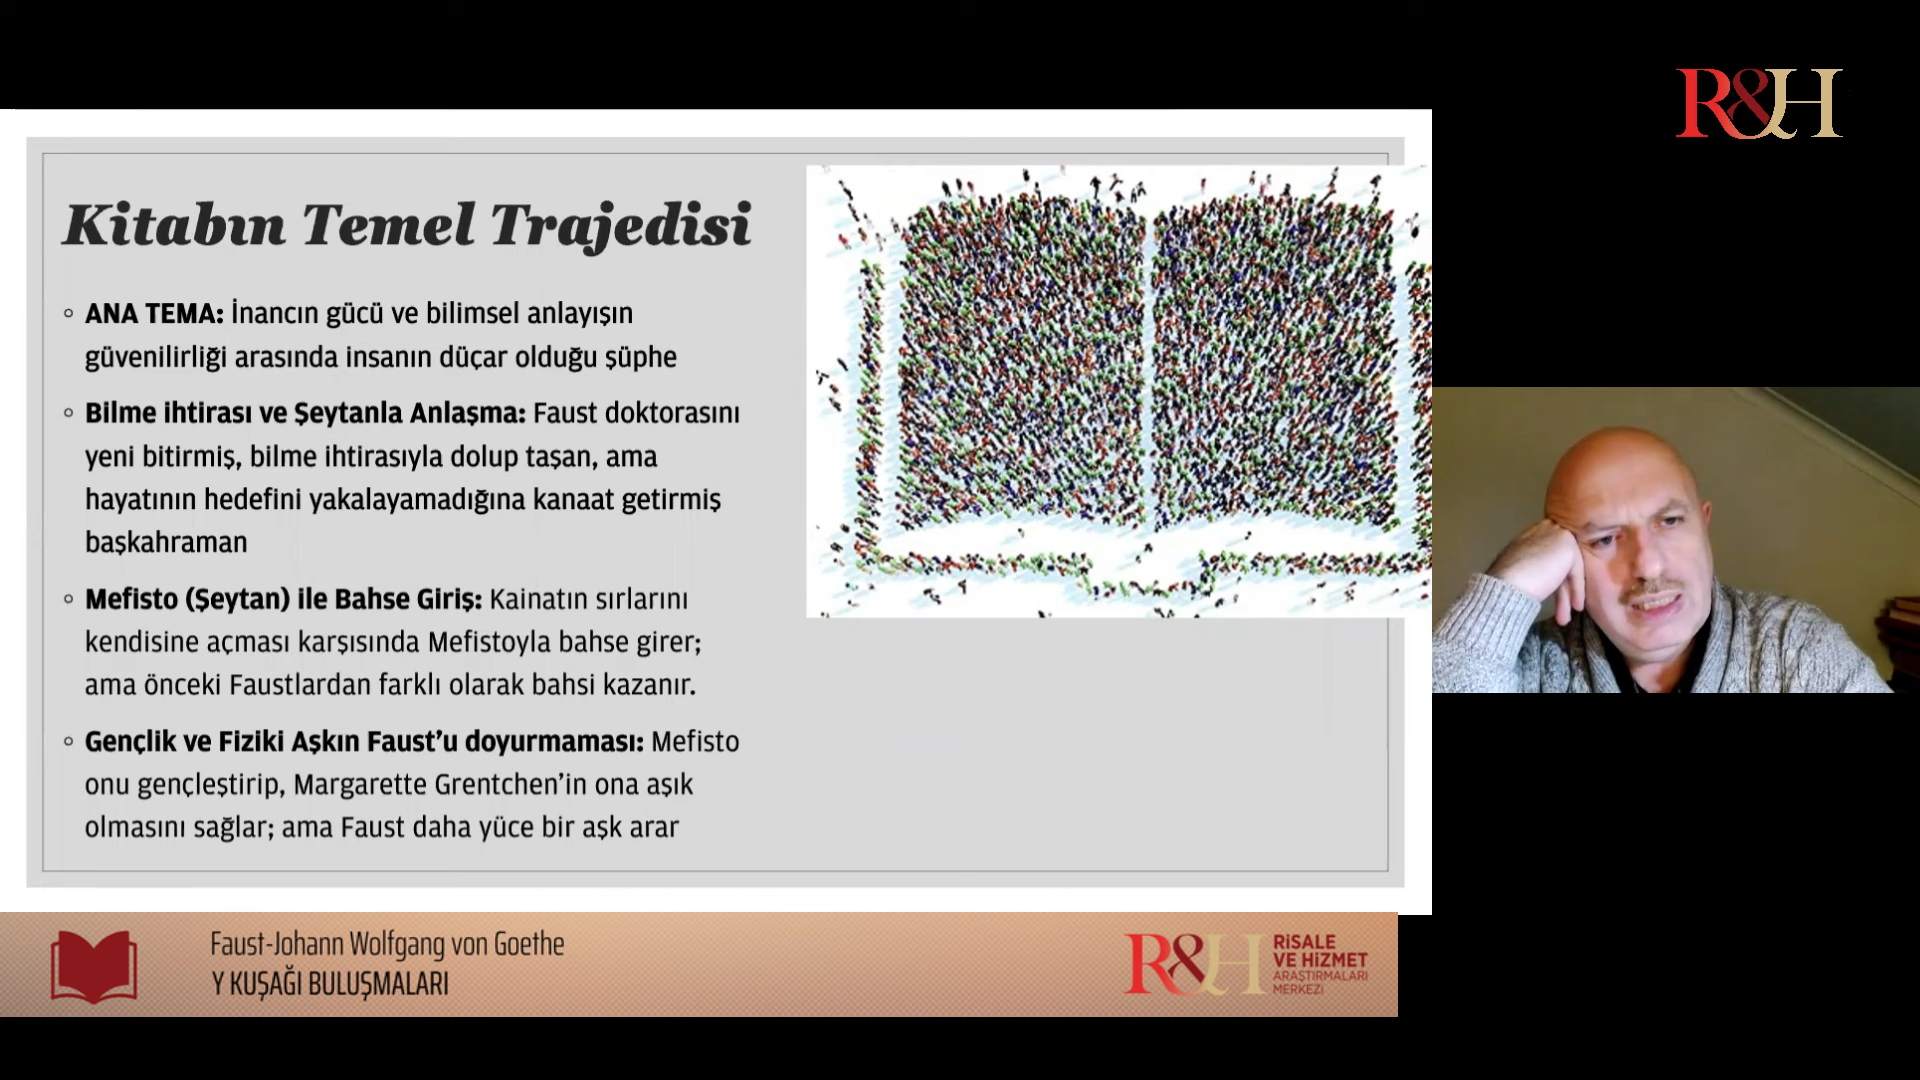 R&H
Kitabın Temel Trajedisi
◦ ANA TEMA: İnancın gücü ve bilimsel anlayışın
güvenilirliği arasında insanın düçar olduğu şüphe
◦ Bilme ihtirası ve Şeytanla Anlaşma: Faust doktorasını
yeni bitirmiş, bilme ihtirasıyla dolup taşan, ama
hayatının hedefini yakalayamadığına kanaat getirmiş
başkahraman
◦ Mefisto (Şeytan) ile Bahse Giriş: Kainatın sırlarını
kendisine açması karşısında Mefistoyla bahse girer;
ama önceki Faustlardan farklı olarak bahsi kazanır.
◦ Gençlik ve Fiziki Aşkın Faust’u doyurmaması: Mefisto
onu gençleştirip, Margarette Grentchen’in ona aşık
olmasını sağlar; ama Faust daha yüce bir aşk arar
Faust-Johann Wolfgang von Goethe
Y KUŞAĞI BULUŞMALARI
R&H
RiSALE
VE HiZMET
ARAŞTIRMALARI
MERKEZi